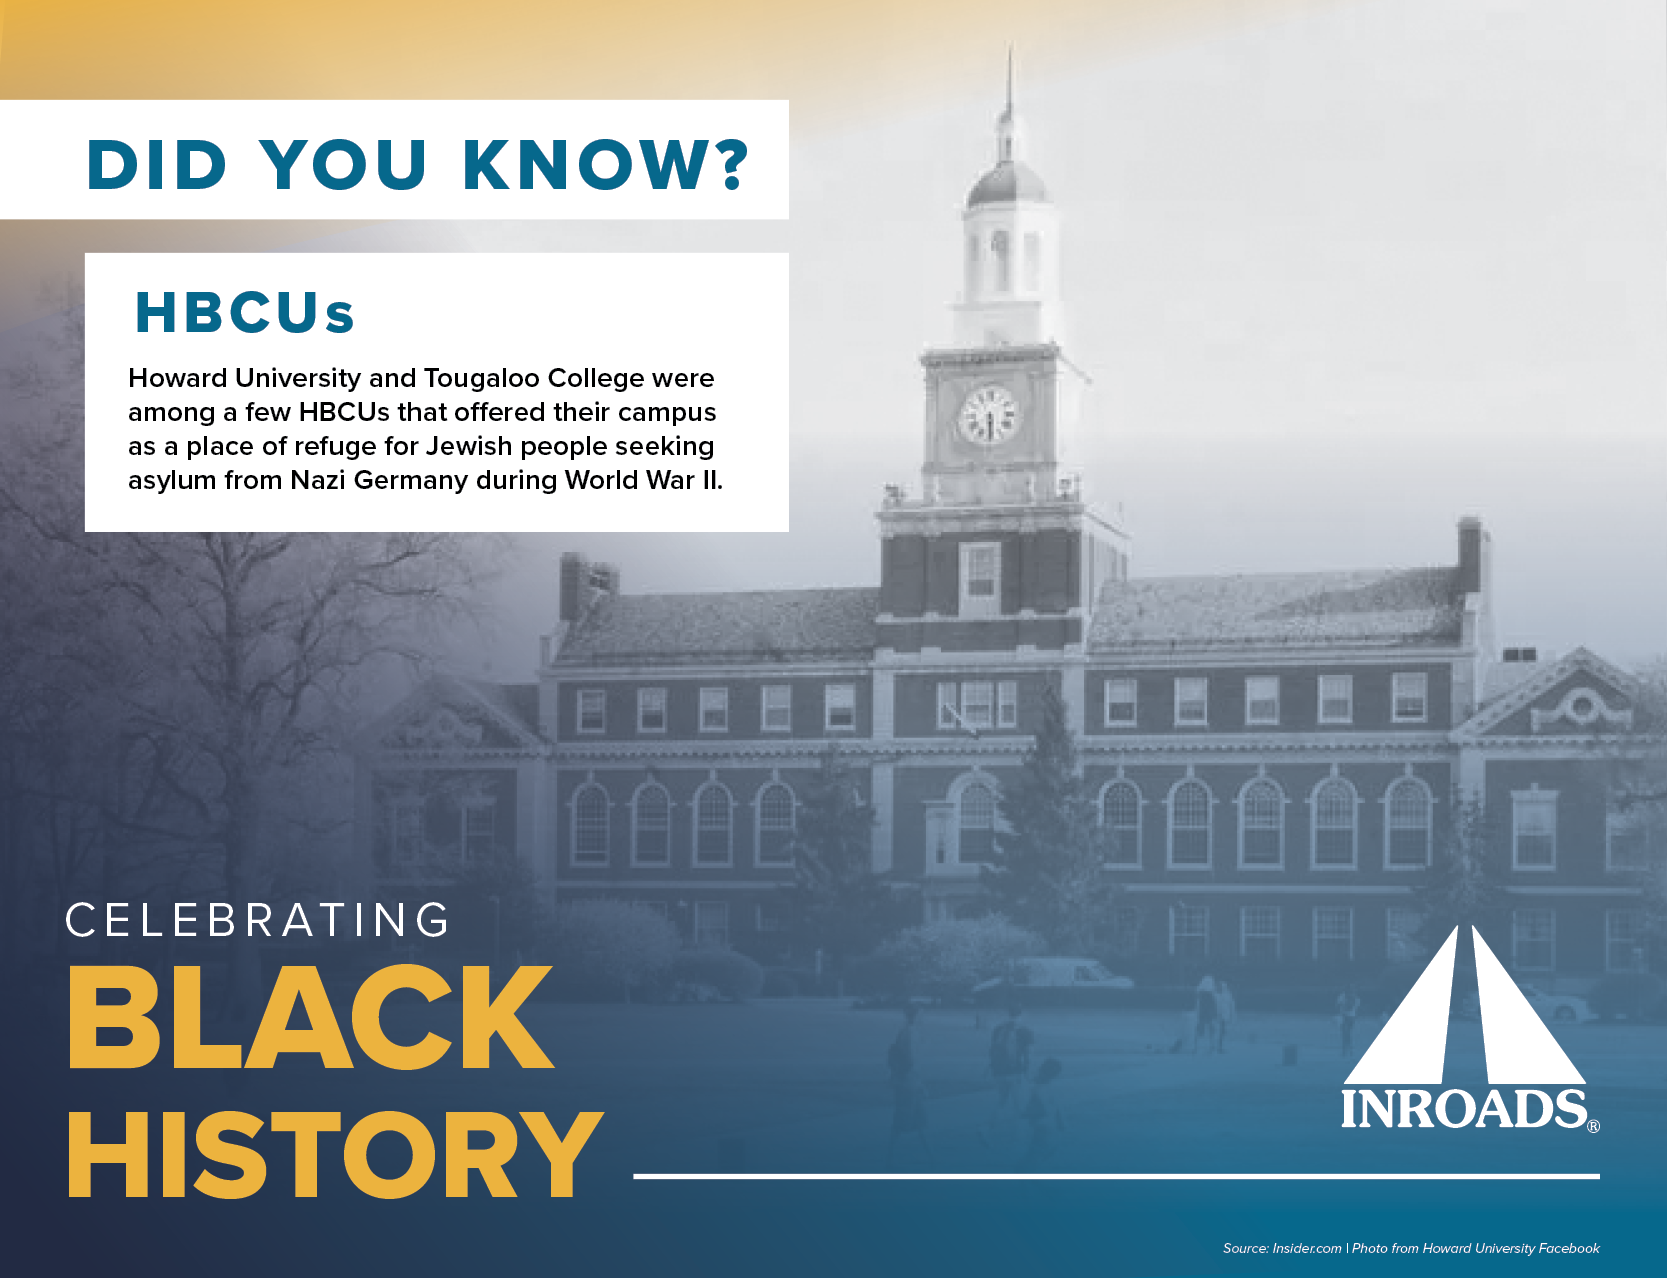 DID YOU KNOW?
HBCUs
Howard University and Tougaloo College were
among a few HBCUs that offered their campus
as a place of refuge for Jewish people seeking
asylum from Nazi Germany during World War II.
CELEBRATING
BLACK
HISTORY
INROADS®
Source: Insider.com | Photo from Howard University Facebook